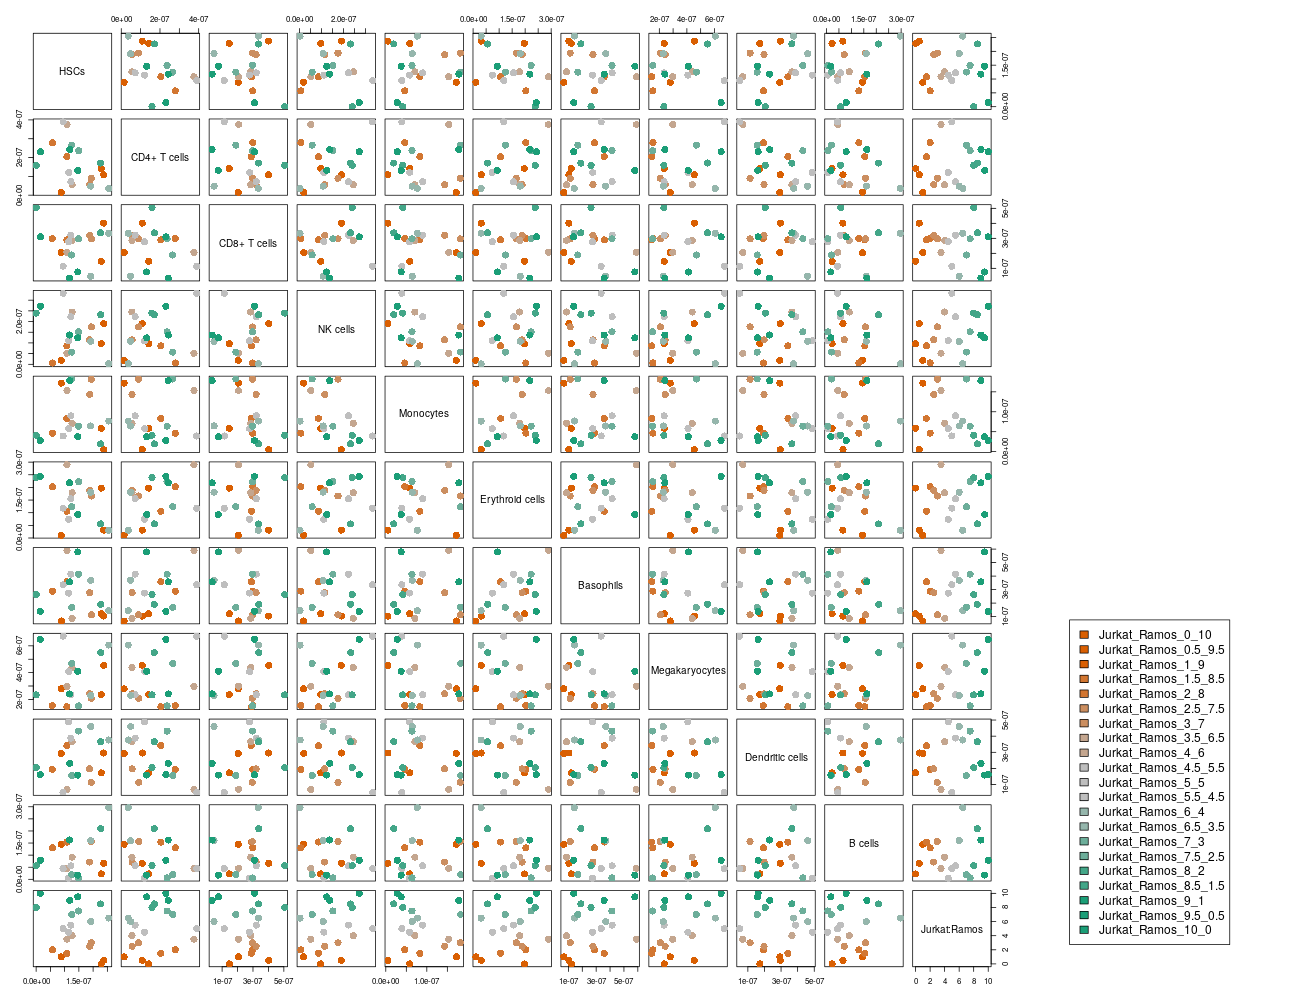 0e+00 2e-07 4e-07 0.0e+00 2.0e-07 0.0e+00 1.5e-07 3.0e-07 2e-07 4e-07 6e-07 0.0e+00 1.5e-07 3.0e-07
HSCs
0.0e+00 1.5e-07
CD4+ T cells
0e+00 2e-07 4e-07
CD8+ T cells
1e-07 3e-07 5e-07
NK cells
0.0e+00 2.0e-07
Monocytes
0.0e+00 1.0e-07
Erythroid cells
0.0e+00 1.5e-07 3.0e-07
Basophils
1e-07 3e-07 5e-07
Megakaryocytes
2e-07 4e-07 6e-07
Dendritic cells
1e-07 3e-07 5e-07
B cells
0.0e+00 1.5e-07 3.0e-07
Jurkat:Ramos
0 2 4 6 8 10
0.0e+00 1.5e-07 1e-07 3e-07 5e-07 0.0e+00 1.0e-07 1e-07 3e-07 5e-07 1e-07 3e-07 5e-07 0 2 4 6 8 10
Jurkat_Ramos_0_10
Jurkat_Ramos_0.5_9.5
Jurkat_Ramos_1_9
Jurkat_Ramos_1.5_8.5
Jurkat_Ramos_2_8
Jurkat_Ramos_2.5_7.5
Jurkat_Ramos_3_7
Jurkat_Ramos_3.5_6.5
Jurkat_Ramos_4_6
Jurkat_Ramos_4.5_5.5
Jurkat_Ramos_5_5
Jurkat_Ramos_5.5_4.5
Jurkat_Ramos_6_4
Jurkat_Ramos_6.5_3.5
Jurkat_Ramos_7_3
Jurkat_Ramos_7.5_2.5
Jurkat_Ramos_8_2
Jurkat_Ramos_8.5_1.5
Jurkat_Ramos_9_1
Jurkat_Ramos_9.5_0.5
Jurkat_Ramos_10_0